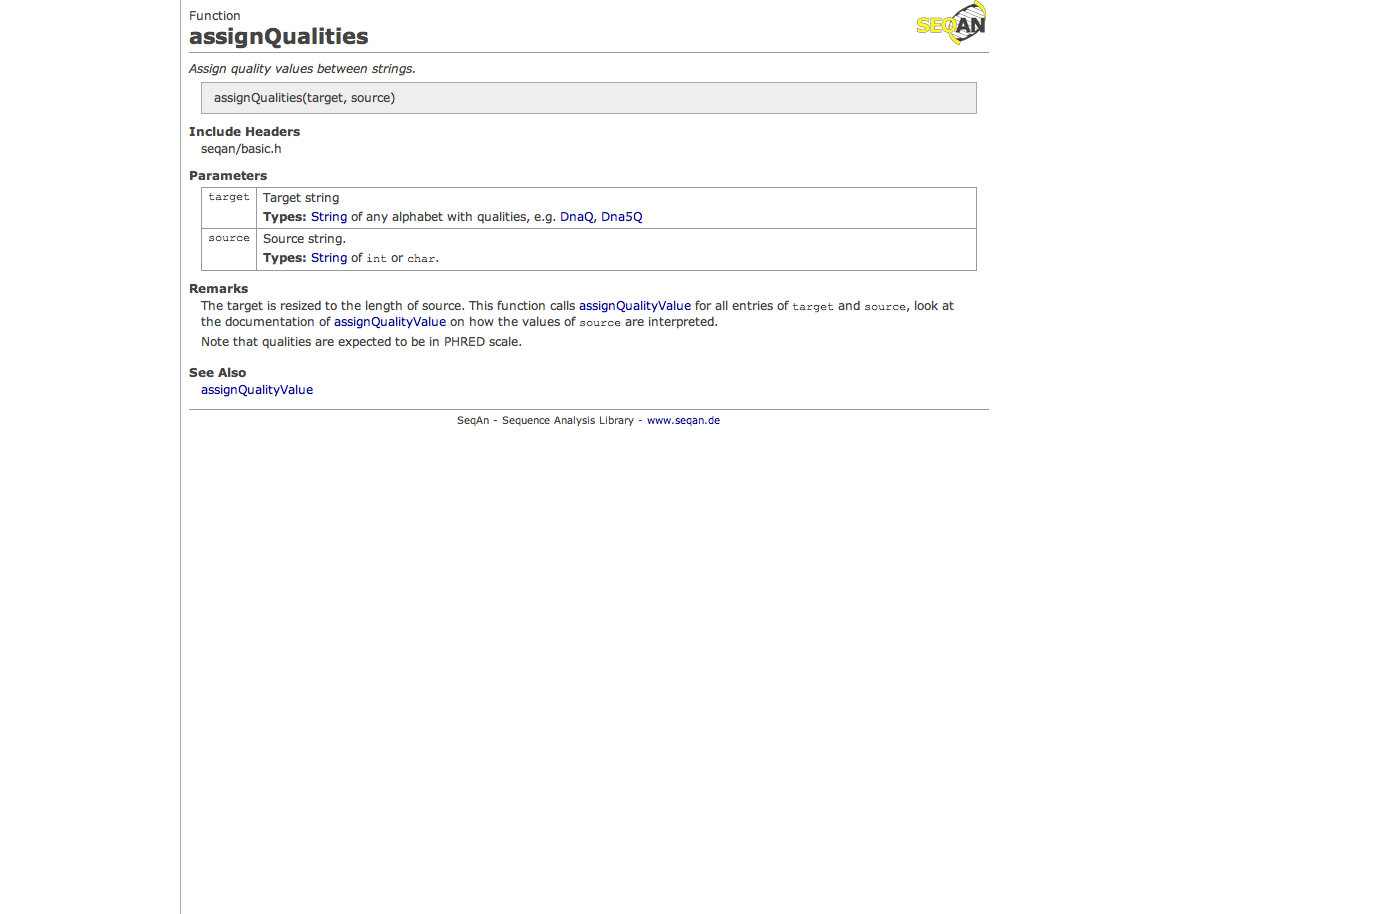 Function
SEQAN
assignQualities
Assign quality values between strings.
assignQualities(target, source)
Include Headers
seqan/basic.h
Parameters
target Target string
Types: String of any alphabet with qualities, e.g. DnaQ, Dna5Q
source Source string.
Types: String of int or char.
Remarks
The target is resized to the length of source. This function calls assignQualityValue for all entries of target and source, look at
the documentation of assignQualityValue on how the values of source are interpreted.
Note that qualities are expected to be in PHRED scale.
See Also
assignQualityValue
SeqAn - Sequence Analysis Library - www.seqan.de